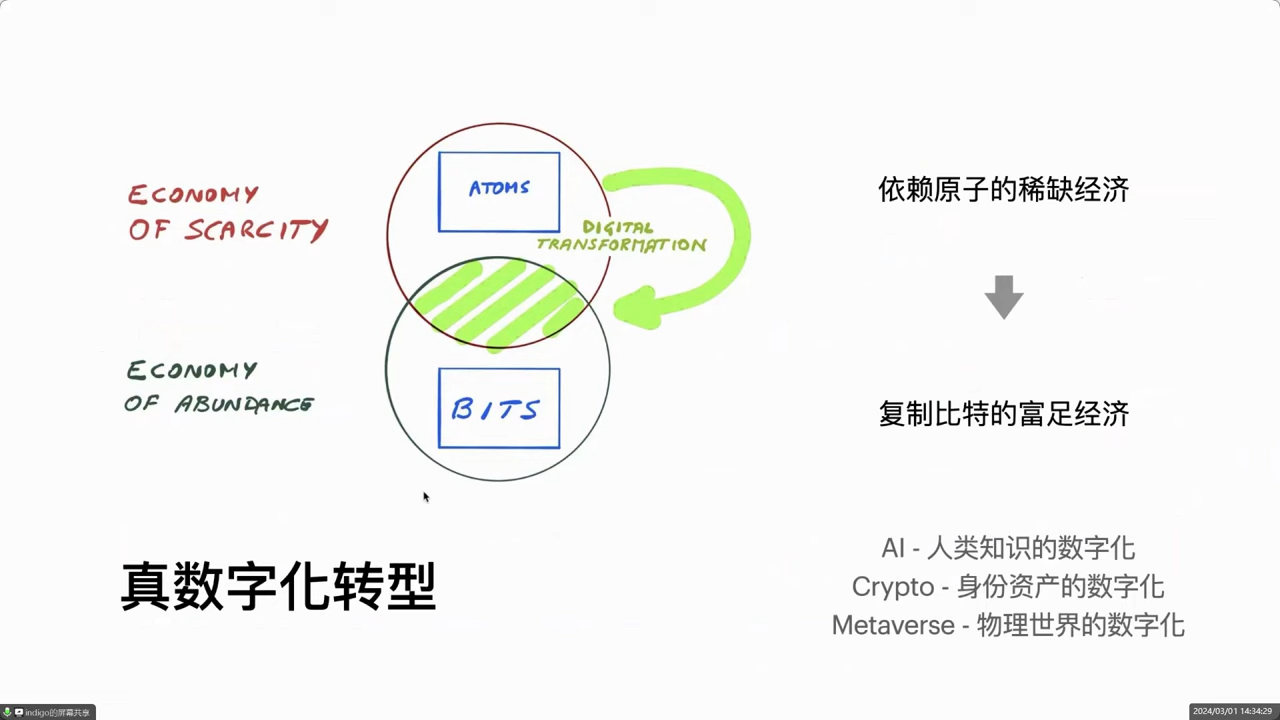 ECONOMY
OF SCARCITY
ATOMS
DIGITAL
TRANSFORMATION
依赖原子的稀缺经济
ECONOMY
OF ABUNDANCE
BITS
复制比特的富足经济
真数字化转型
AI - 人类知识的数字化
Crypto - 身份资产的数字化
Metaverse - 物理世界的数字化
indigo的屏幕共享
2024/03/01 14:34:29